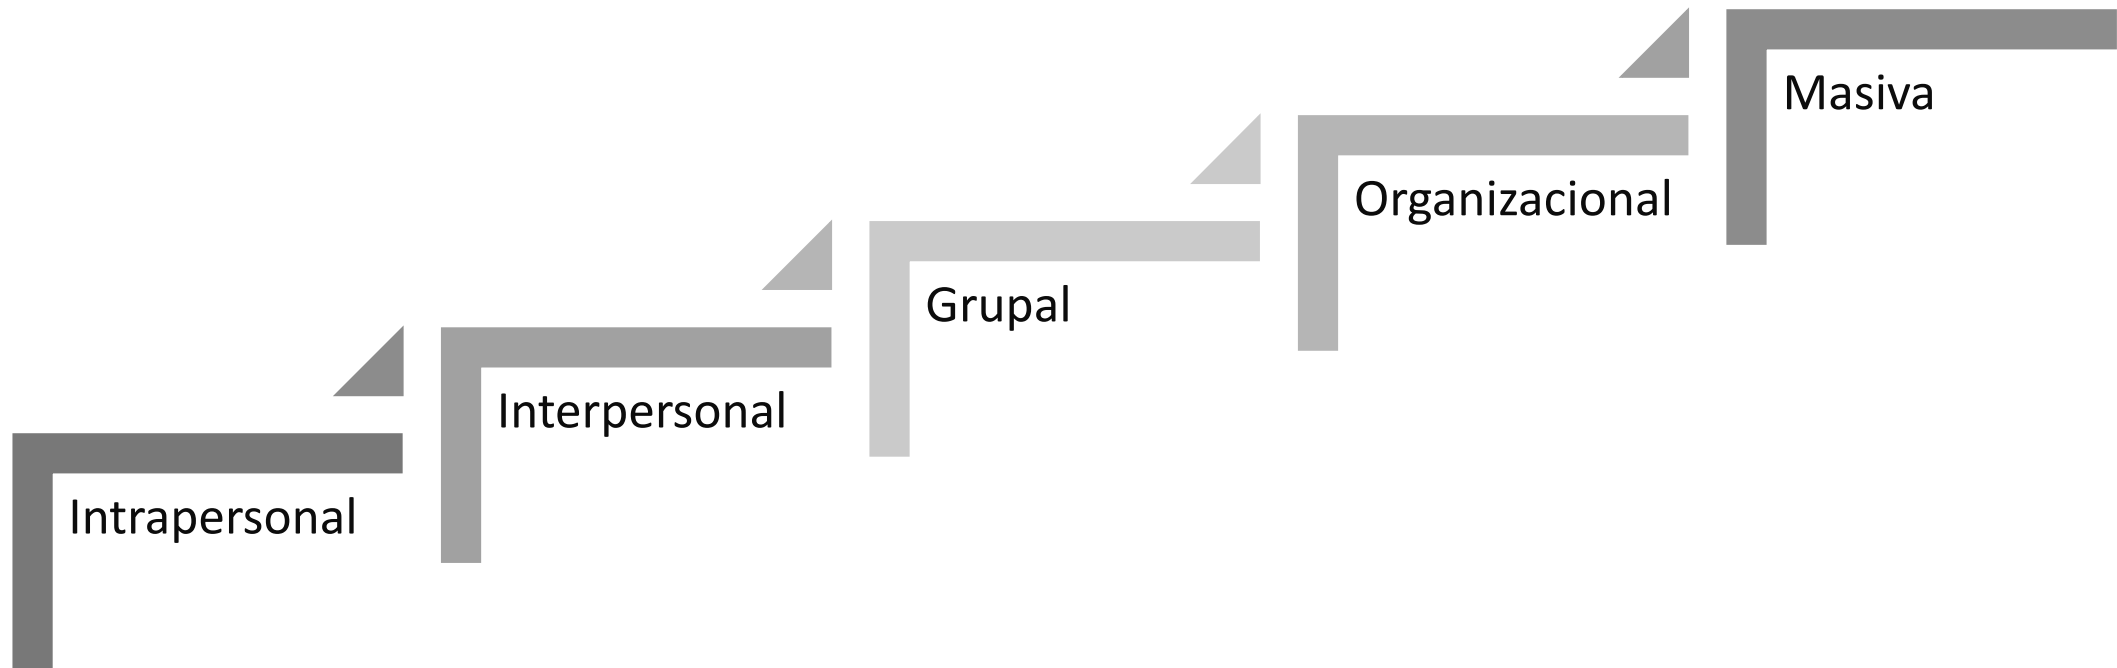 Masiva
Organizacional
Grupal
Interpersonal
Intrapersonal